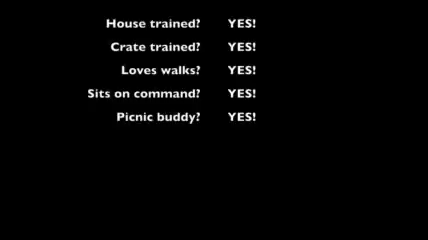 House trained? YES!
Crate trained? YES!
Loves walks? YES!
Sits on command? YES!
Picnic buddy? YES!